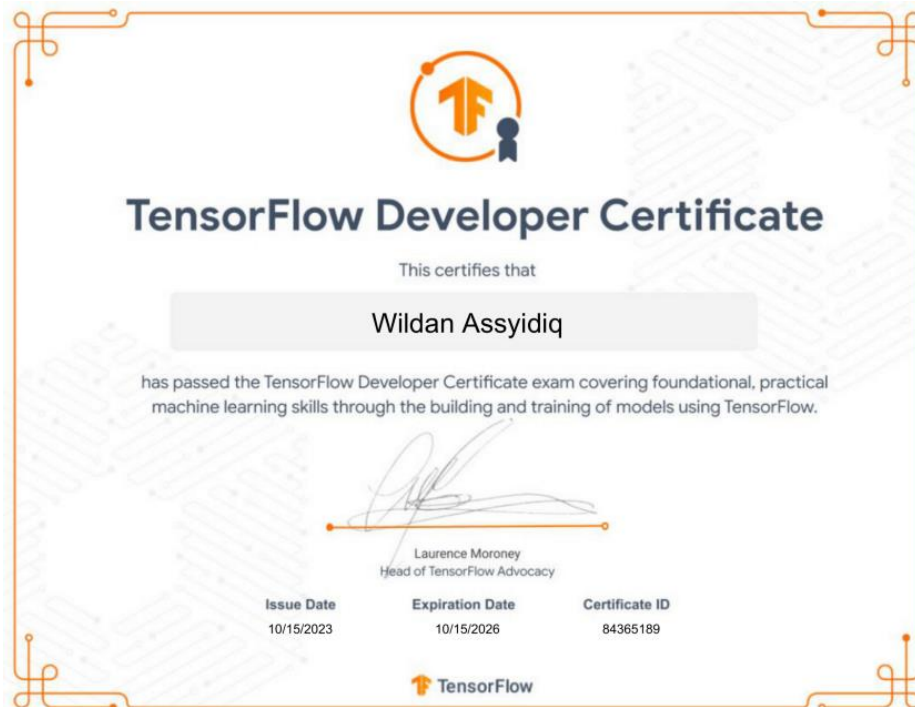 TensorFlow Developer Certificate
This certifies that
Wildan Assyidiq
has passed the TensorFlow Developer Certificate exam covering foundational, practical
machine learning skills through the building and training of models using TensorFlow.
Laurence Moroney
Head of TensorFlow Advocacy
Issue Date Expiration Date Certificate ID
10/15/2023 10/15/2026 84365189
TensorFlow